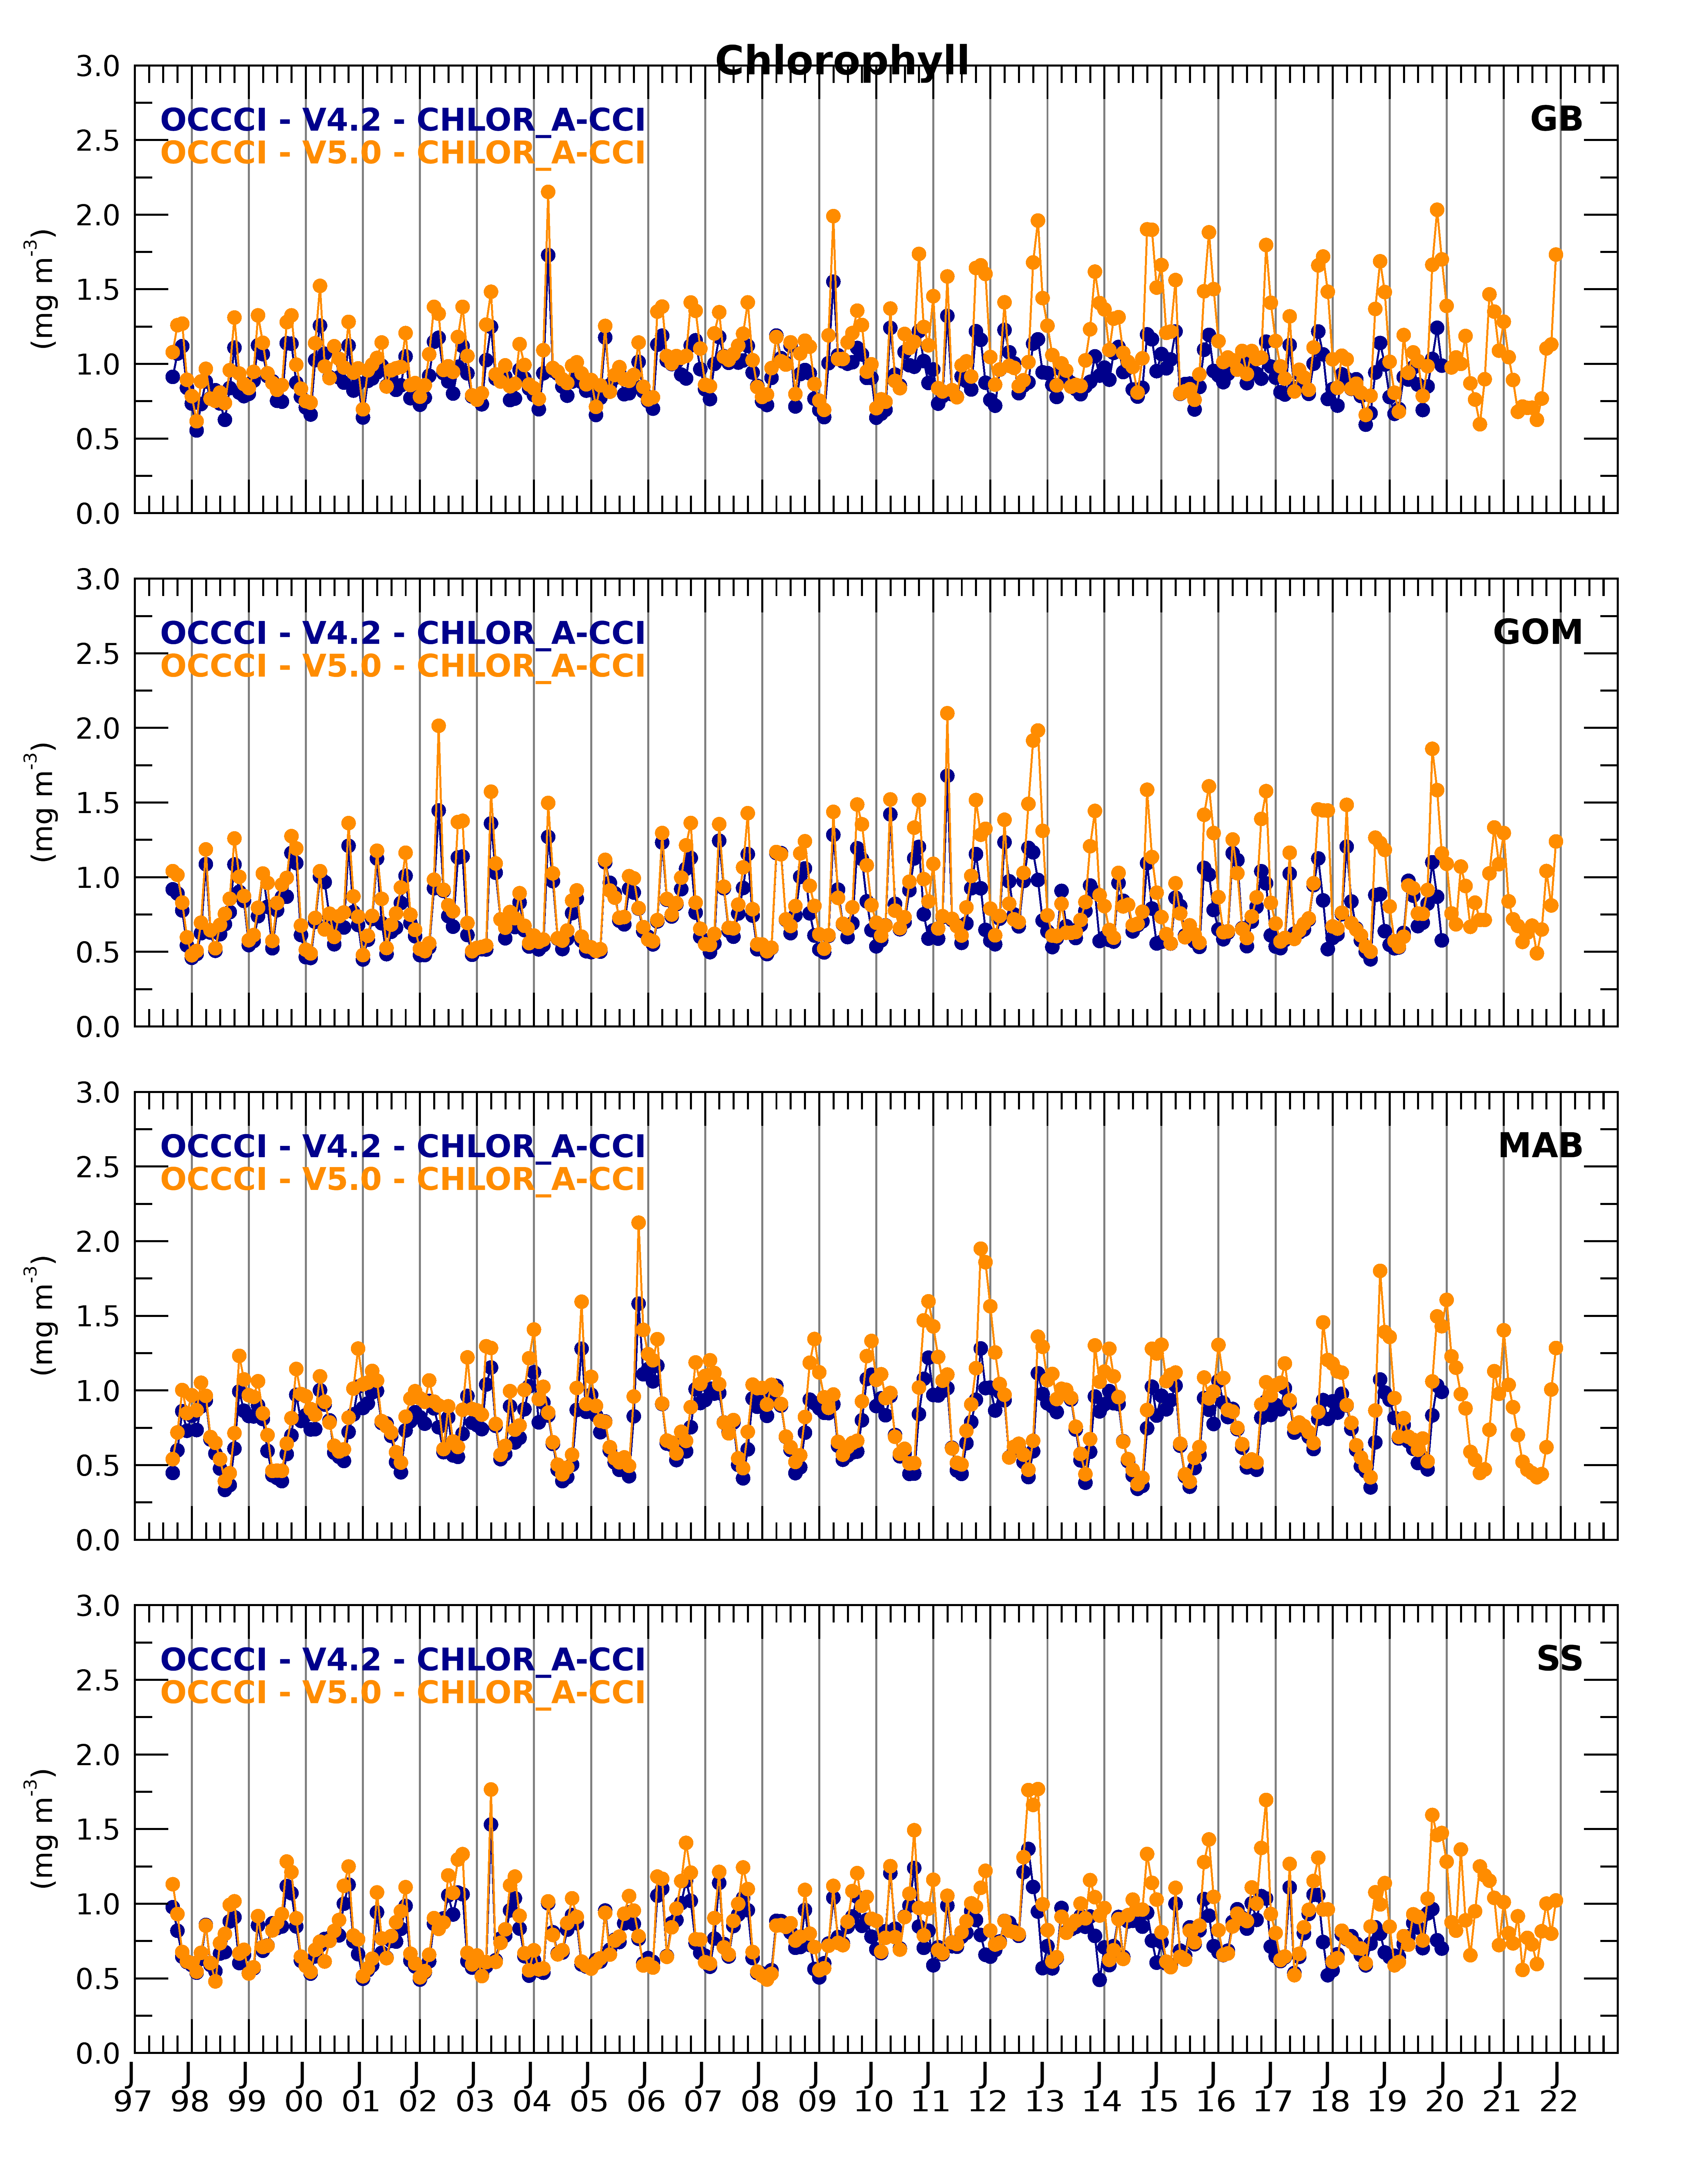 Chlorophyll
3.0
2.5
2.0
1.5
1.0
0.5
0.0
(mg m-3)
OCCCI - V4.2 - CHLOR_A-CCI
OCCCI - V5.0 - CHLOR_A-CCI
GB
3.0
2.5
2.0
1.5
1.0
0.5
0.0
(mg m-3)
OCCCI - V4.2 - CHLOR_A-CCI
OCCCI - V5.0 - CHLOR_A-CCI
GOM
3.0
2.5
2.0
1.5
1.0
0.5
0.0
(mg m-3)
OCCCI - V4.2 - CHLOR_A-CCI
OCCCI - V5.0 - CHLOR_A-CCI
MAB
3.0
2.5
2.0
1.5
1.0
0.5
0.0
(mg m-3)
OCCCI - V4.2 - CHLOR_A-CCI
OCCCI - V5.0 - CHLOR_A-CCI
SS
J J J J J J J J J J J J J J J J J J J J J J J J J J
97 98 99 00 01 02 03 04 05 06 07 08 09 10 11 12 13 14 15 16 17 18 19 20 21 22